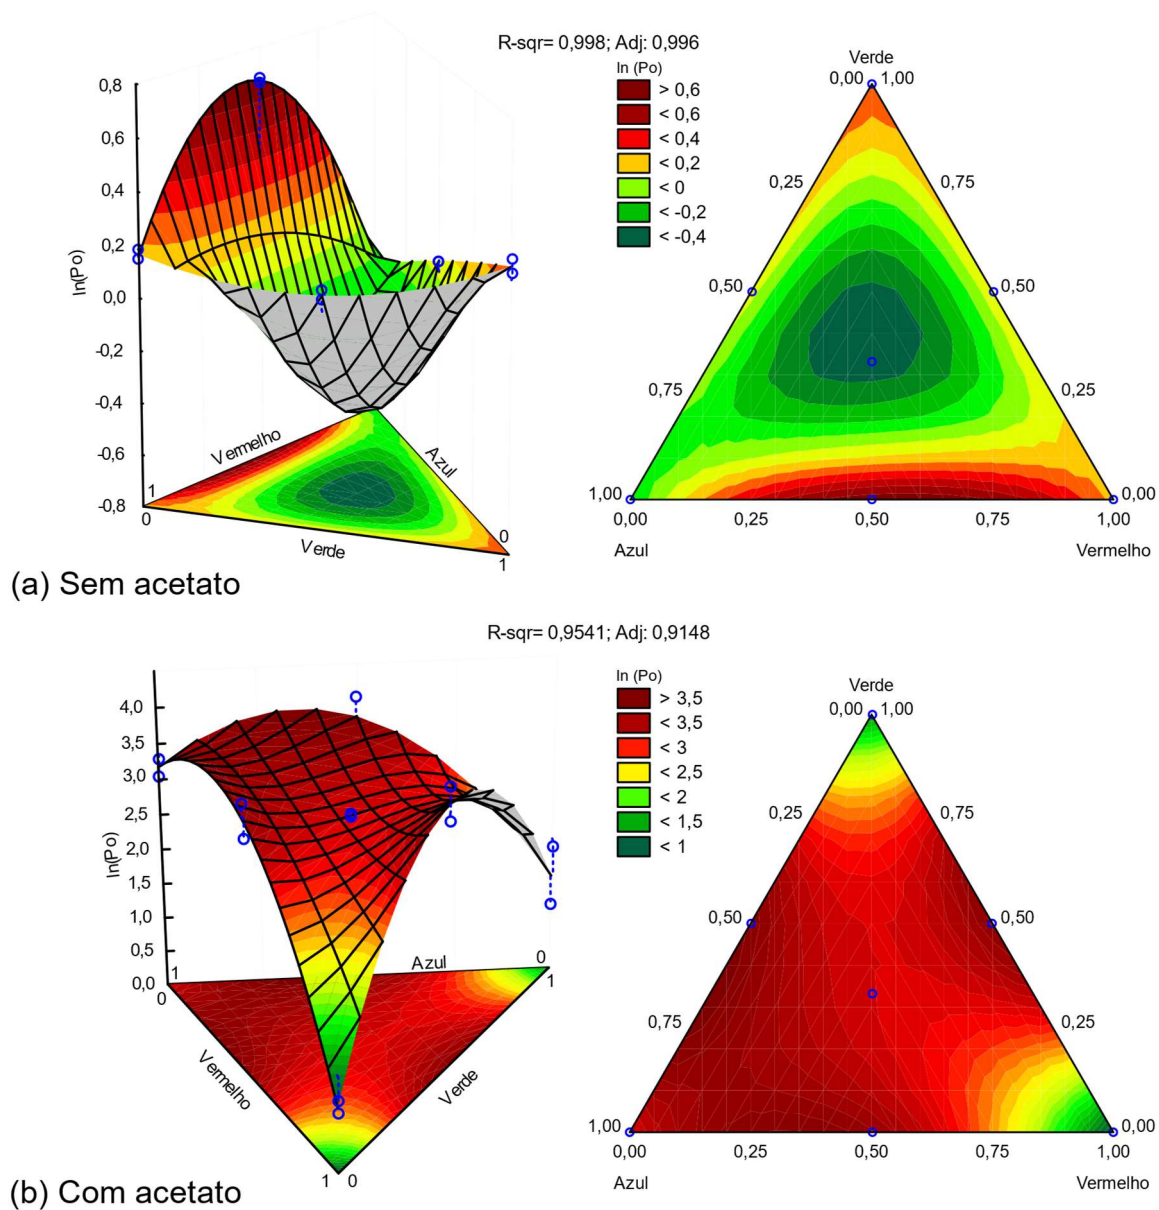 R-sqr= 0,998; Adj: 0,996
0,8
0,6
0,4
0,2
0,0
-0,2
-0,4
-0,6
-0,8
ln(Po)
Vermelho
Azul
Verde
1
0
0
1
ln (Po)
> 0,6
< 0,6
< 0,4
< 0,2
< 0
< -0,2
< -0,4
Verde
0,00 1,00
0,25 0,75
0,50 0,50
0,75 0,25
1,00 0,00
0,00 0,25 0,50 0,75 1,00
Azul Vermelho
(a) Sem acetato
R-sqr= 0,9541; Adj: 0,9148
4,0
3,5
3,0
2,5
2,0
1,5
1,0
0,5
0,0
ln(Po)
Azul
Vermelho
Verde
1
0
0
1
1 0
ln (Po)
> 3,5
< 3,5
< 3
< 2,5
< 2
< 1,5
< 1
Verde
0,00 1,00
0,25 0,75
0,50 0,50
0,75 0,25
1,00 0,00
0,00 0,25 0,50 0,75 1,00
Azul Vermelho
(b) Com acetato